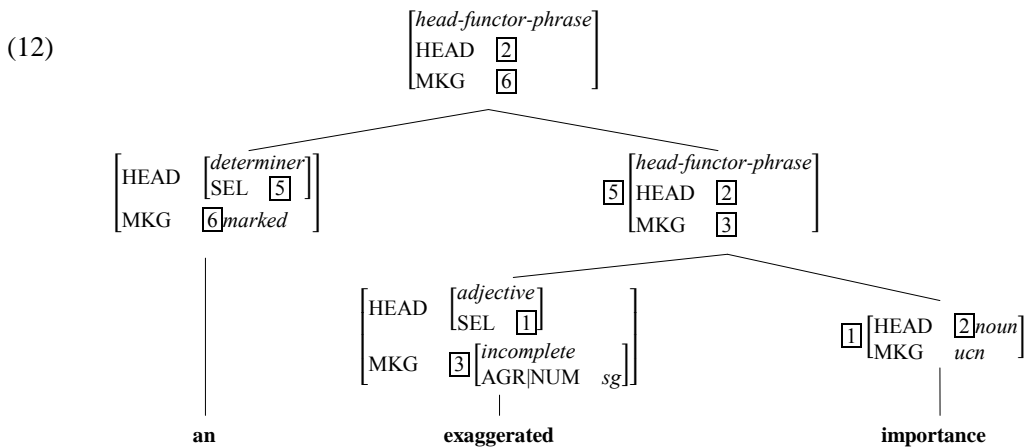 (12)
[head-functor-phrase
HEAD 2
MKG 6]
[HEAD [determiner
SEL 5]
MKG 6 marked]
5 [head-functor-phrase
HEAD 2
MKG 3]
[HEAD [adjective
SEL 1]
MKG 3 [incomplete
AGR|NUM sg]]
1 [HEAD 2 noun
MKG ucn]
an exaggerated importance